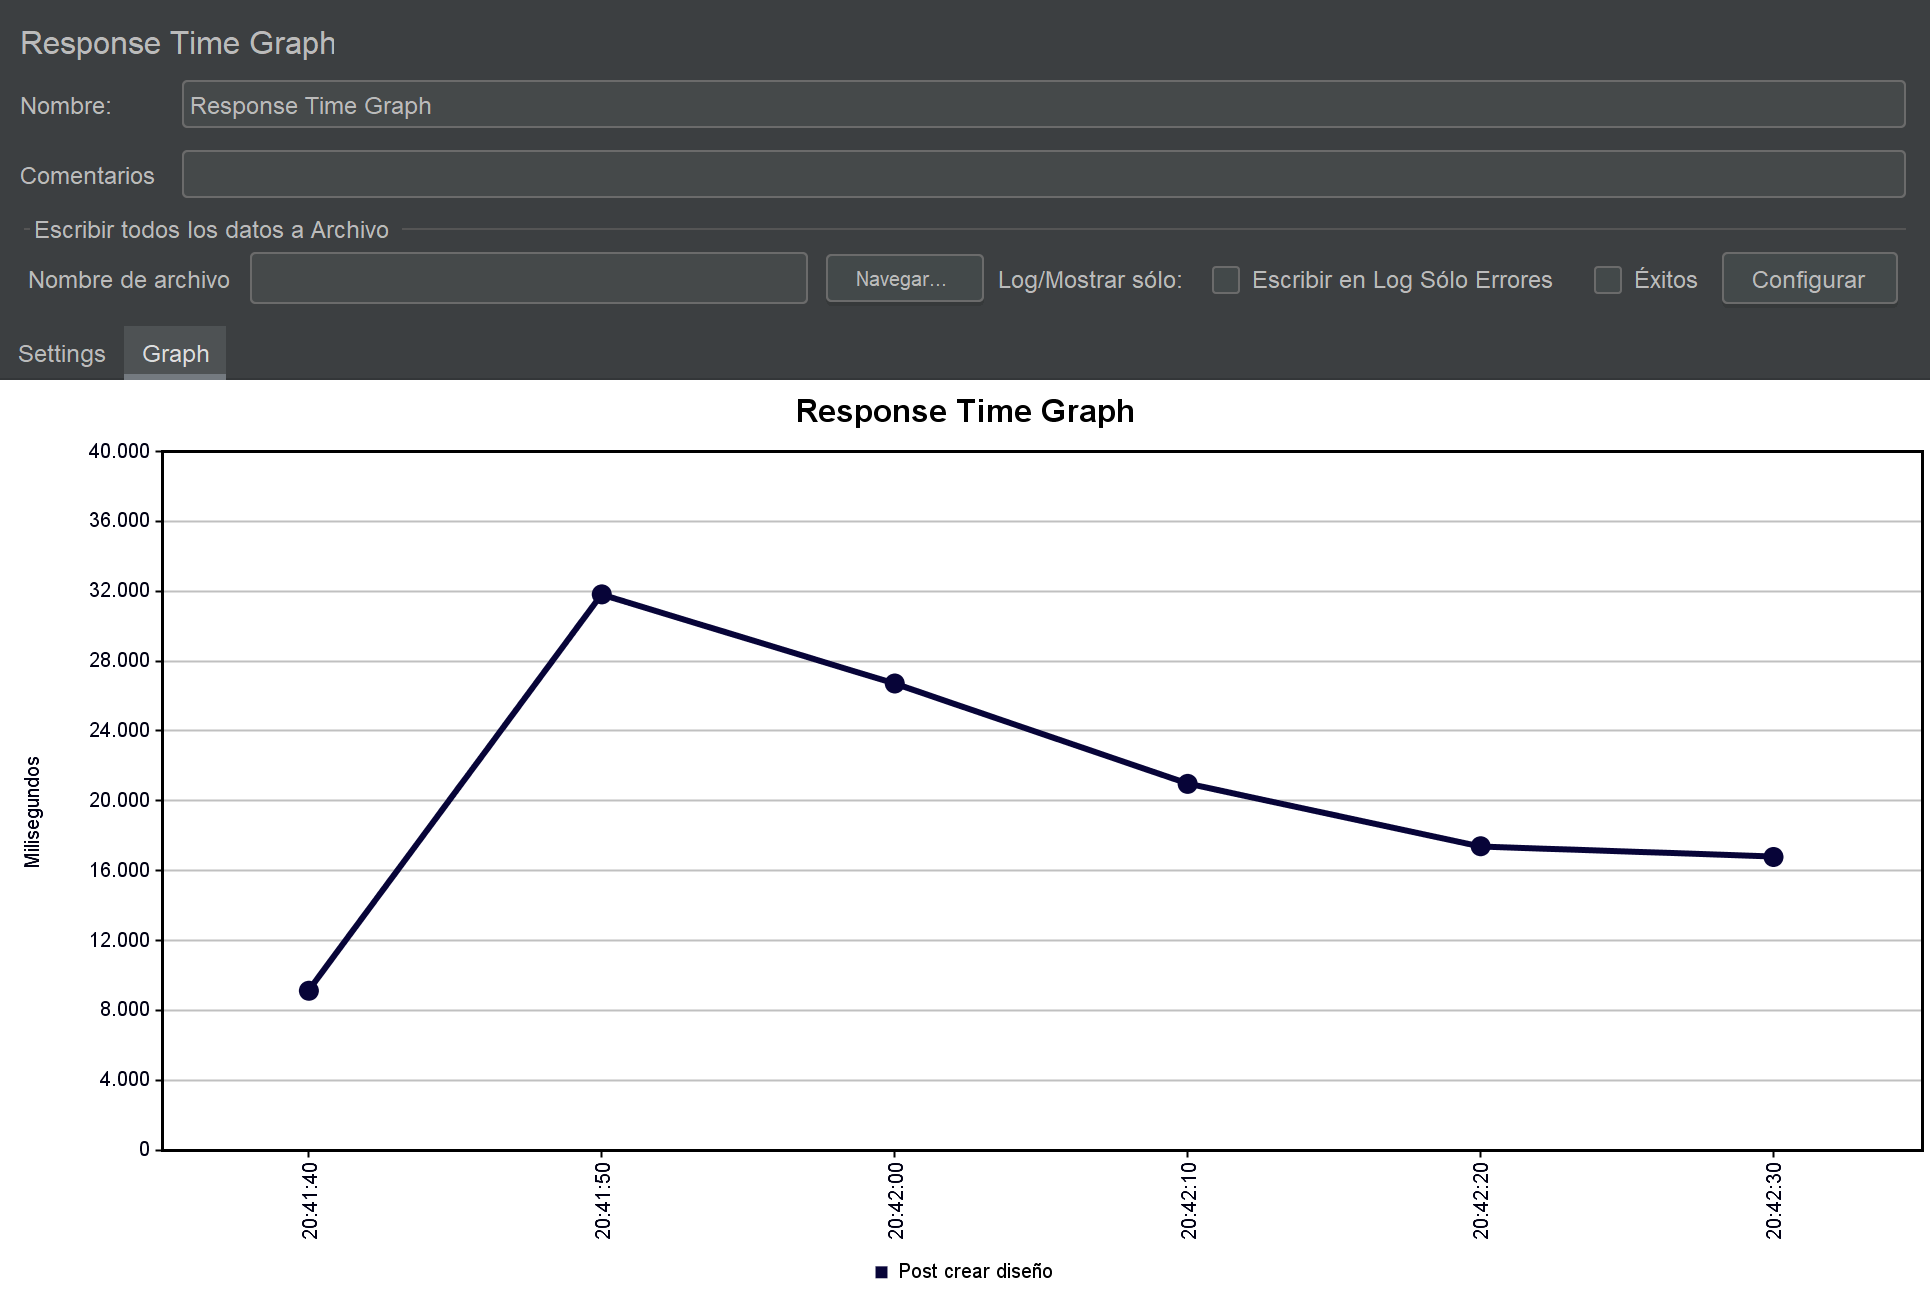 Response Time Graph
Nombre: Response Time Graph
Comentarios
Escribir todos los datos a Archivo
Nombre de archivo Navegar... Log/Mostrar sólo: Escribir en Log Sólo Errores Éxitos Configurar
Settings Graph
Response Time Graph
40.000
36.000
32.000
28.000
24.000
20.000
16.000
12.000
8.000
4.000
0
Milisegundos
20:41:40
20:41:50
20:42:00
20:42:10
20:42:20
20:42:30
Post crear diseño